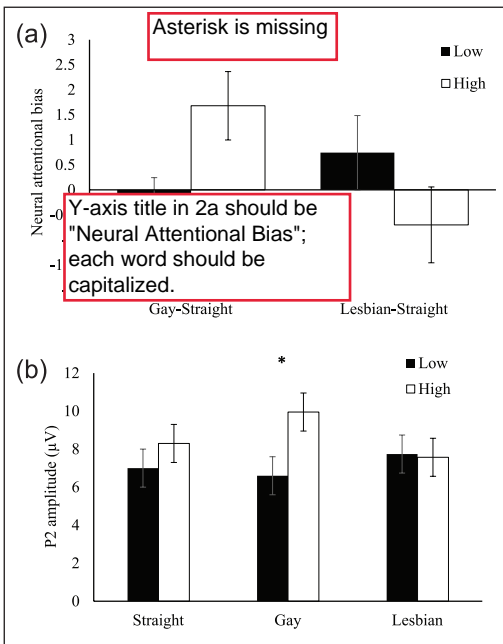 (a)
Asterisk is missing
Low
High
Neural attentional bias
3
2.5
2
1.5
1
0.5
0
Y-axis title in 2a should be
"Neural Attentional Bias";
each word should be
capitalized.
Gay-Straight
Lesbian-Straight
(b)
*
Low
High
P2 amplitude (µV)
12
10
8
6
4
2
0
Straight
Gay
Lesbian